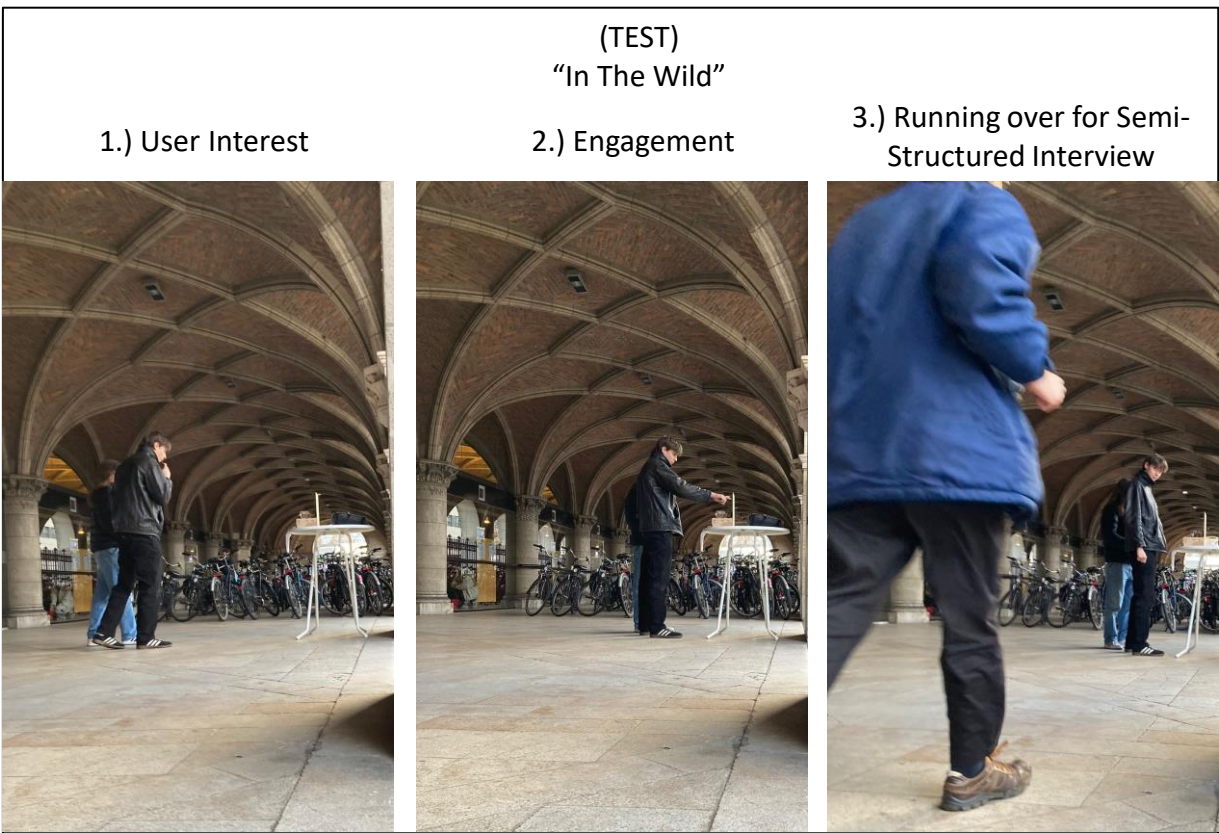 (TEST)
“In The Wild”
1.) User Interest
2.) Engagement
3.) Running over for Semi-
Structured Interview